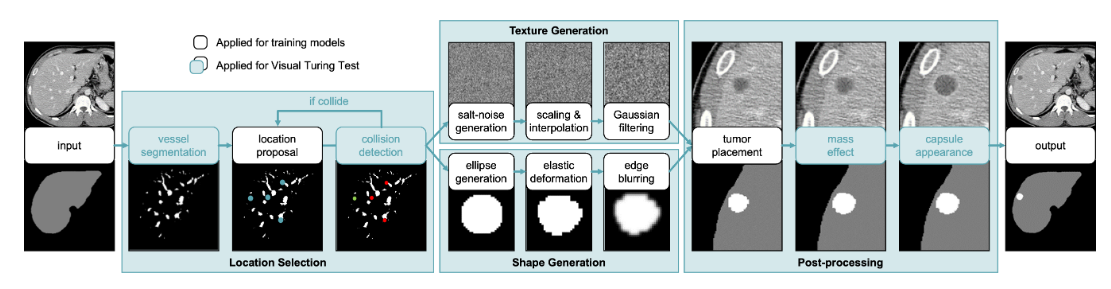 Texture Generation
Applied for training models
Applied for Visual Turing Test
if collide
input
vessel
segmentation
location
proposal
collision
detection
salt-noise
generation
scaling &
interpolation
Gaussian
filtering
ellipse
generation
elastic
deformation
edge
blurring
tumor
placement
mass
effect
capsule
appearance
output
Location Selection
Shape Generation
Post-processing